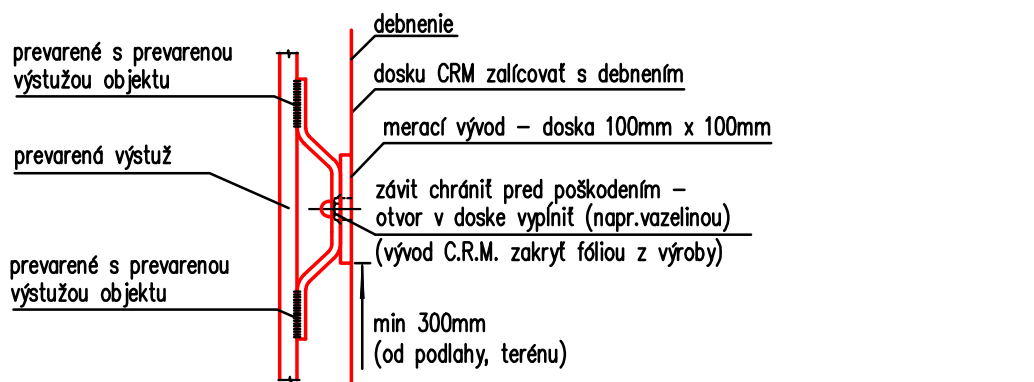 prevarené s prevarenou
výstužou objektu
prevarená výstuž
prevarené s prevarenou
výstužou objektu
debnenie
dosku CRM zalícovať s debnením
merací vývod – doska 100mm x 100mm
závit chrániť pred poškodením –
otvor v doske vyplniť (napr.vazelinou)
(vývod C.R.M. zakryť fóliou z výroby)
min 300mm
(od podlahy, terénu)